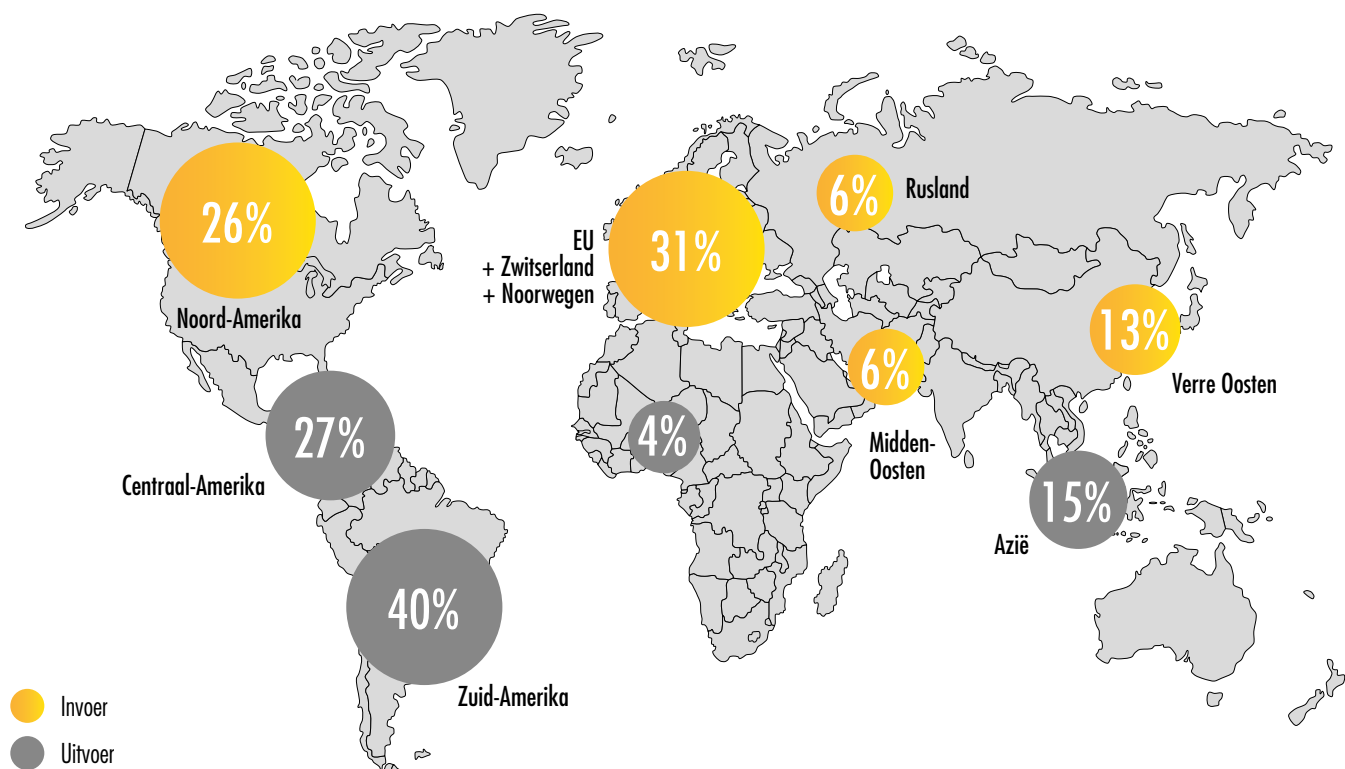 26%
Noord-Amerika
EU
+ Zwitserland
+ Noorwegen
31%
6%
Rusland
13%
Verre Oosten
6%
Midden-
Oosten
27%
Centraal-Amerika
4%
15%
Azië
40%
Zuid-Amerika
Invoer
Uitvoer